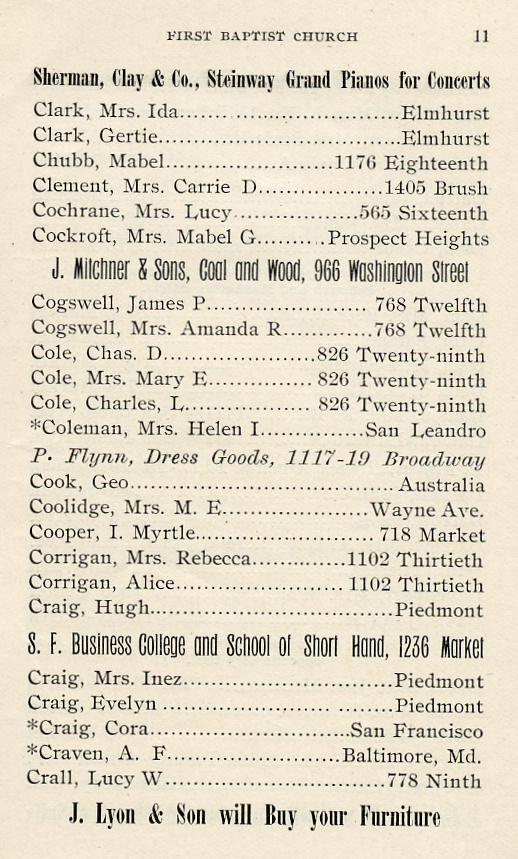 FIRST BAPTIST CHURCH 11
Sherman, Clay & Co., Steinway Grand Pianos for Concerts
Clark, Mrs. Ida........................................Elmhurst
Clark, Gertie...................................Elmhurst
Chubb, Mabel.........................1176 Eighteenth
Clement, Mrs. Carrie D...................1405 Brush
Cochrane, Mrs. Lucy..................565 Sixteenth
Cockroft, Mrs. Mabel G..........Prospect Heights
J. Mitchner & Sons, Coal and Wood, 966 Washington Street
Cogswell, James P....................... 768 Twelfth
Cogswell, Mrs. Amanda R............768 Twelfth
Cole, Chas. D......................826 Twenty-ninth
Cole, Mrs. Mary E............... 826 Twenty-ninth
Cole, Charles, L.................. 826 Twenty-ninth
*Coleman, Mrs. Helen I...............San Leandro
P. Flynn, Dress Goods, 1117-19 Broadway
Cook, Geo....................................... Australia
Coolidge, Mrs. M. E......................Wayne Ave.
Cooper, I. Myrtle.......................... 718 Market
Corrigan, Mrs. Rebecca.............1102 Thirtieth
Corrigan, Alice........................ 1102 Thirtieth
Craig, Hugh...................................Piedmont
S. F. Business College and School of Short Hand, 1236 Market
Craig, Mrs. Inez..............................Piedmont
Craig, Evelyn .................................Piedmont
*Craig, Cora.............................San Francisco
*Craven, A. F.........................Baltimore, Md.
Crall, Lucy W................................778 Ninth
J. Lyon & Son will Buy your Furniture